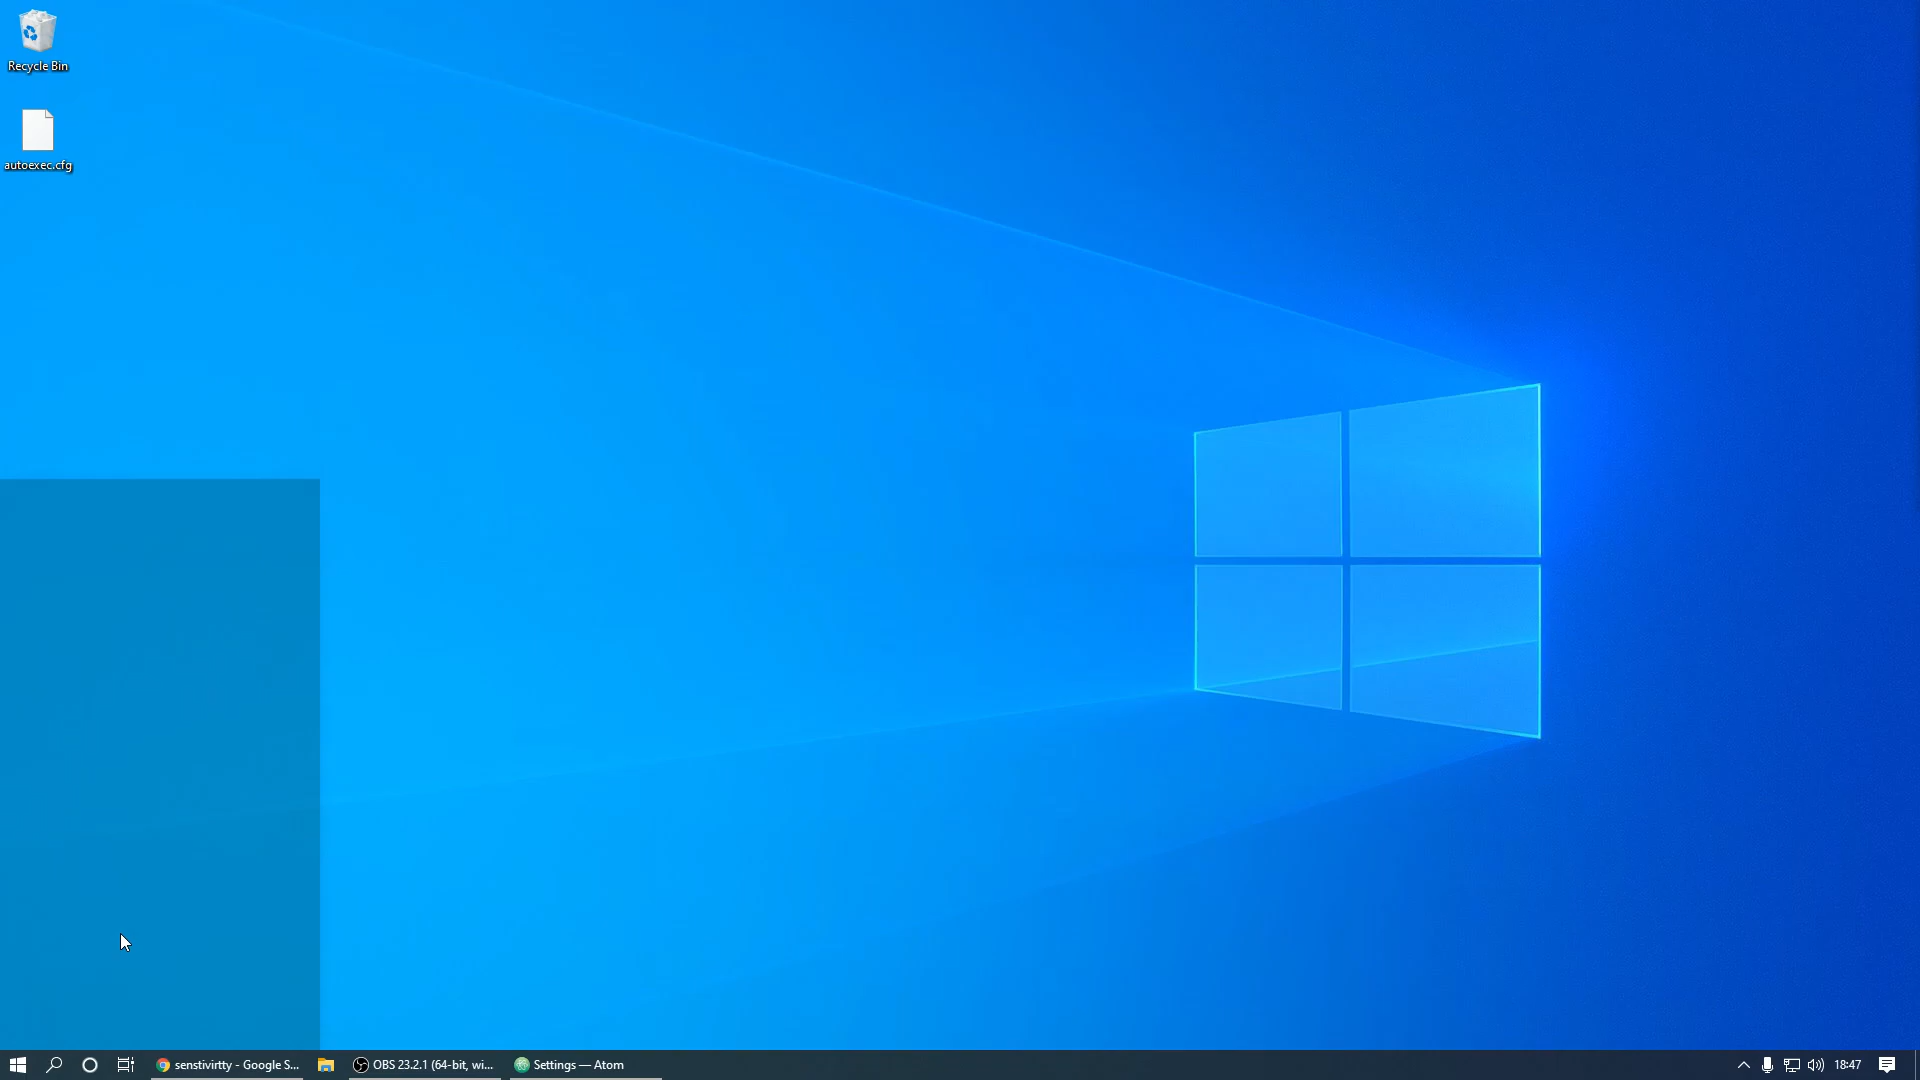 Recycle Bin
autoexec.cfg
senstivirtty - Google S...
OBS 23.2.1 (64-bit, wi...
Settings — Atom
18:47